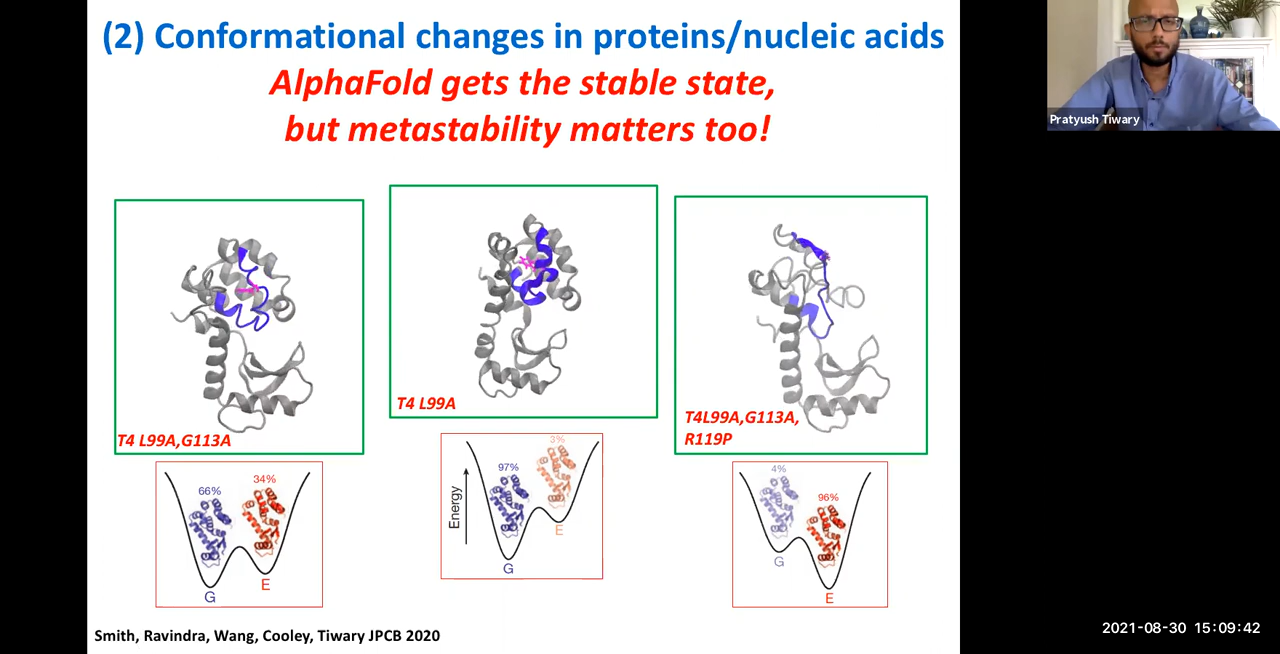 (2) Conformational changes in proteins/nucleic acids
AlphaFold gets the stable state,
but metastability matters too!
Pratyush Tiwary
T4 L99A,G113A
T4 L99A
T4L99A,G113A,
R119P
66%
34%
G
E
Energy
97%
3%
G
E
4%
96%
G
E
Smith, Ravindra, Wang, Cooley, Tiwary JPCB 2020
2021-08-30 15:09:42